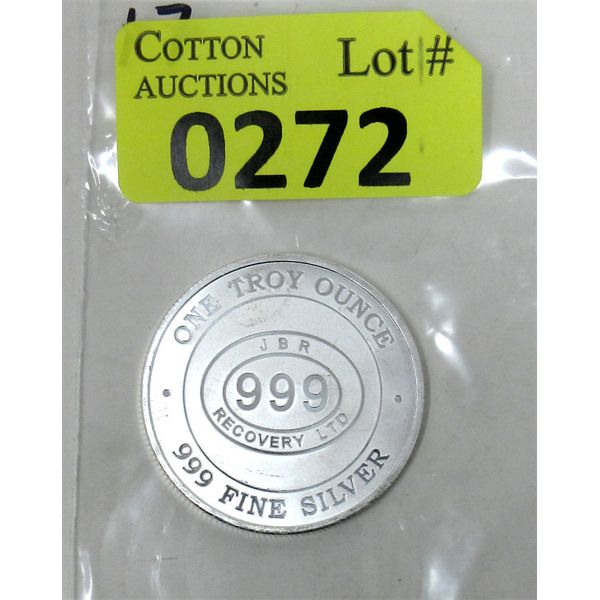 COTTON
AUCTIONS
Lot #
0272
ONE TROY OUNCE
JBR
999
RECOVERY LTD
999 FINE SILVER